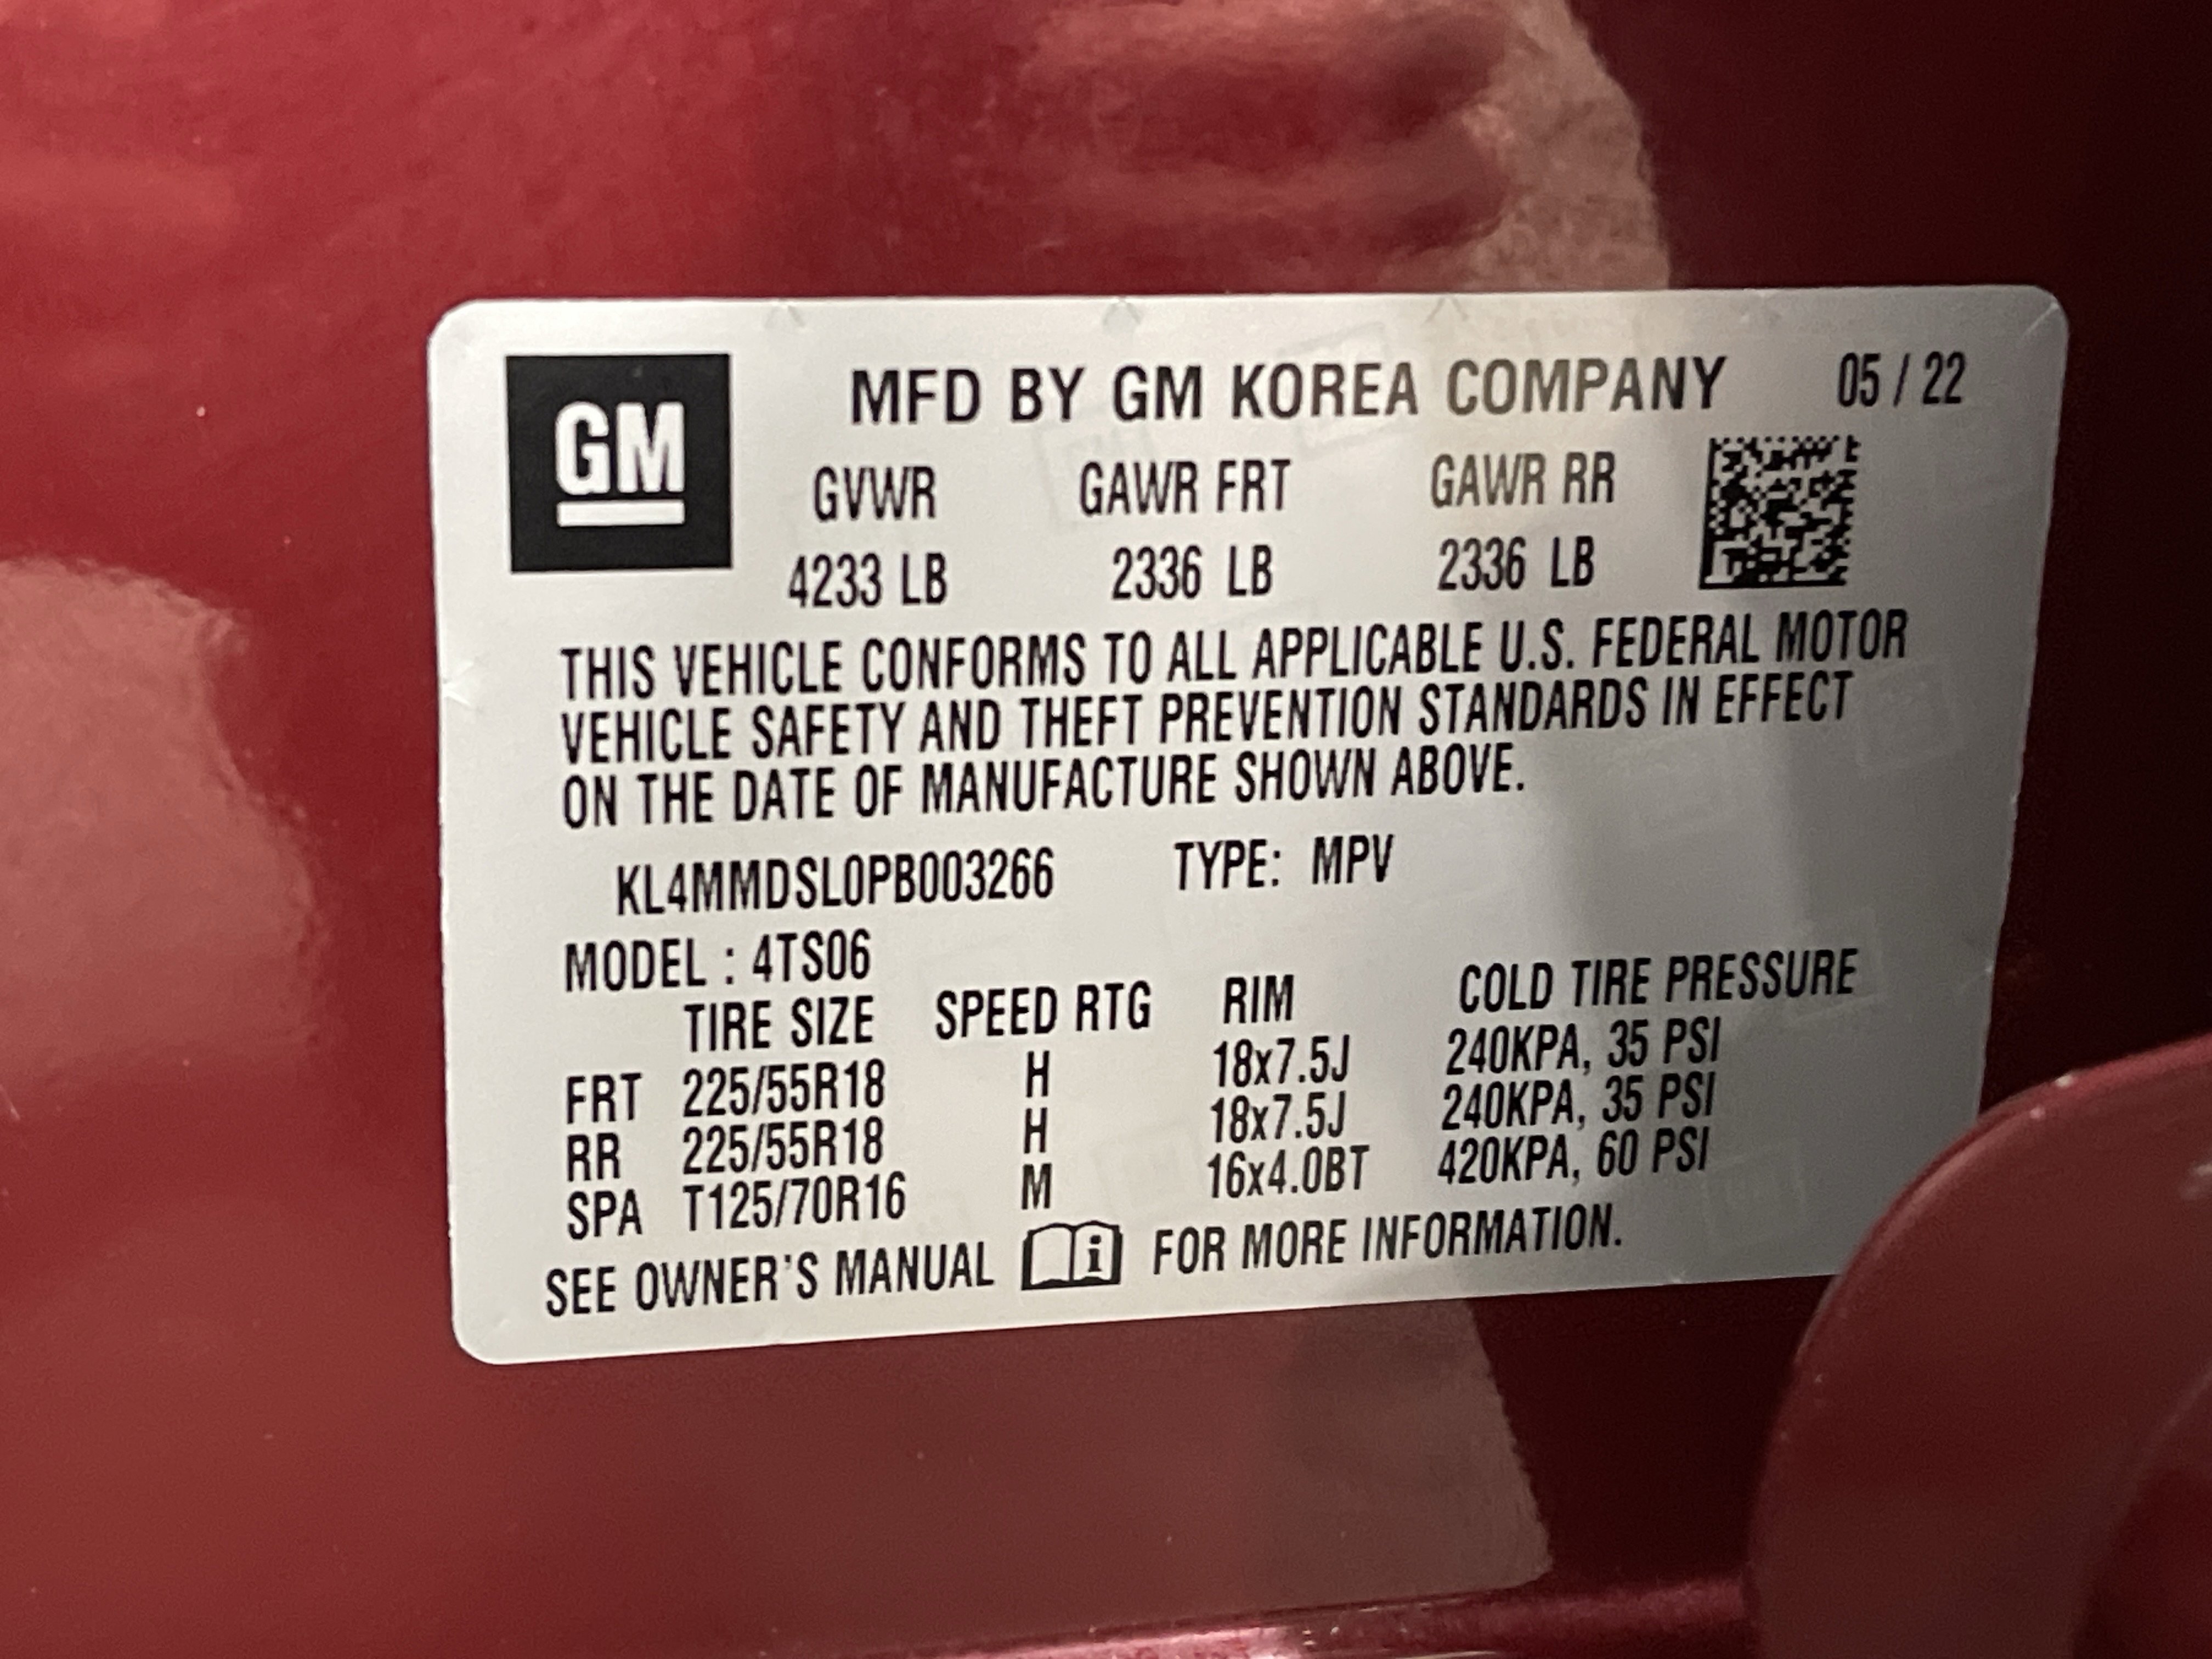 GM
MFD BY GM KOREA COMPANY 05 / 22
GVWR GAWR FRT GAWR RR
4233 LB 2336 LB 2336 LB
THIS VEHICLE CONFORMS TO ALL APPLICABLE U.S. FEDERAL MOTOR
VEHICLE SAFETY AND THEFT PREVENTION STANDARDS IN EFFECT
ON THE DATE OF MANUFACTURE SHOWN ABOVE.
KL4MMDSL0PB003266 TYPE: MPV
MODEL : 4TS06
TIRE SIZE SPEED RTG RIM COLD TIRE PRESSURE
FRT 225/55R18 H 18x7.5J 240KPA, 35 PSI
RR 225/55R18 H 18x7.5J 240KPA, 35 PSI
SPA T125/70R16 M 16x4.0BT 420KPA, 60 PSI
SEE OWNER'S MANUAL i FOR MORE INFORMATION.